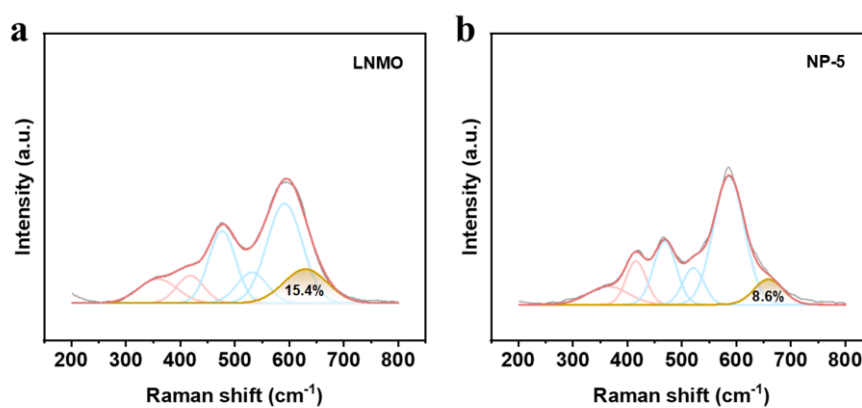 a
LNMO
15.4%
Intensity (a.u.)
200 300 400 500 600 700 800
Raman shift (cm⁻¹)
b
NP-5
8.6%
Intensity (a.u.)
200 300 400 500 600 700 800
Raman shift (cm⁻¹)